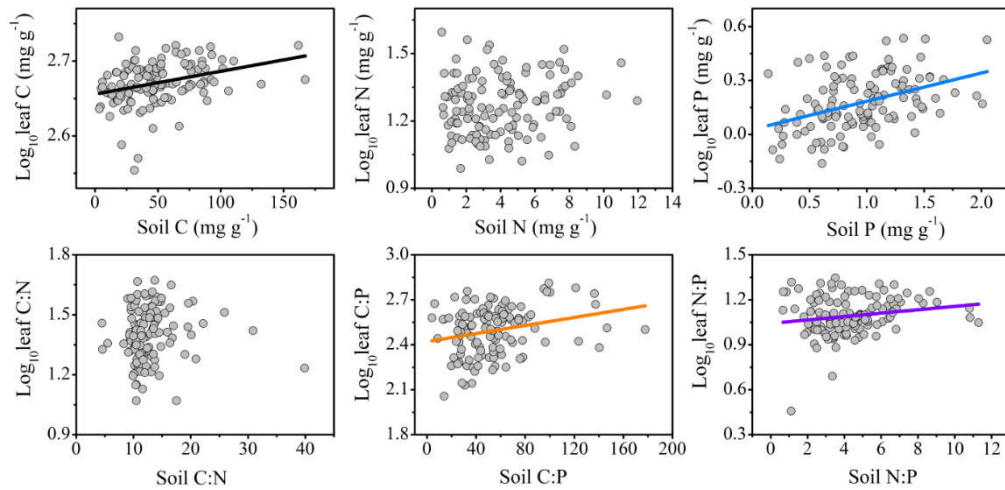 Log₁₀leaf C (mg g⁻¹)
2.7
2.6
0 50 100 150
Soil C (mg g⁻¹)
Log₁₀leaf N (mg g⁻¹)
1.5
1.2
0.9
0 2 4 6 8 10 12 14
Soil N (mg g⁻¹)
Log₁₀leaf P (mg g⁻¹)
0.6
0.3
0.0
-0.3
0.0 0.5 1.0 1.5 2.0
Soil P (mg g⁻¹)
Log₁₀leaf C:N
1.8
1.5
1.2
0.9
0 10 20 30 40
Soil C:N
Log₁₀leaf C:P
3.0
2.7
2.4
2.1
1.8
0 40 80 120 160 200
Soil C:P
Log₁₀leaf N:P
1.5
1.2
0.9
0.6
0.3
0 2 4 6 8 10 12
Soil N:P